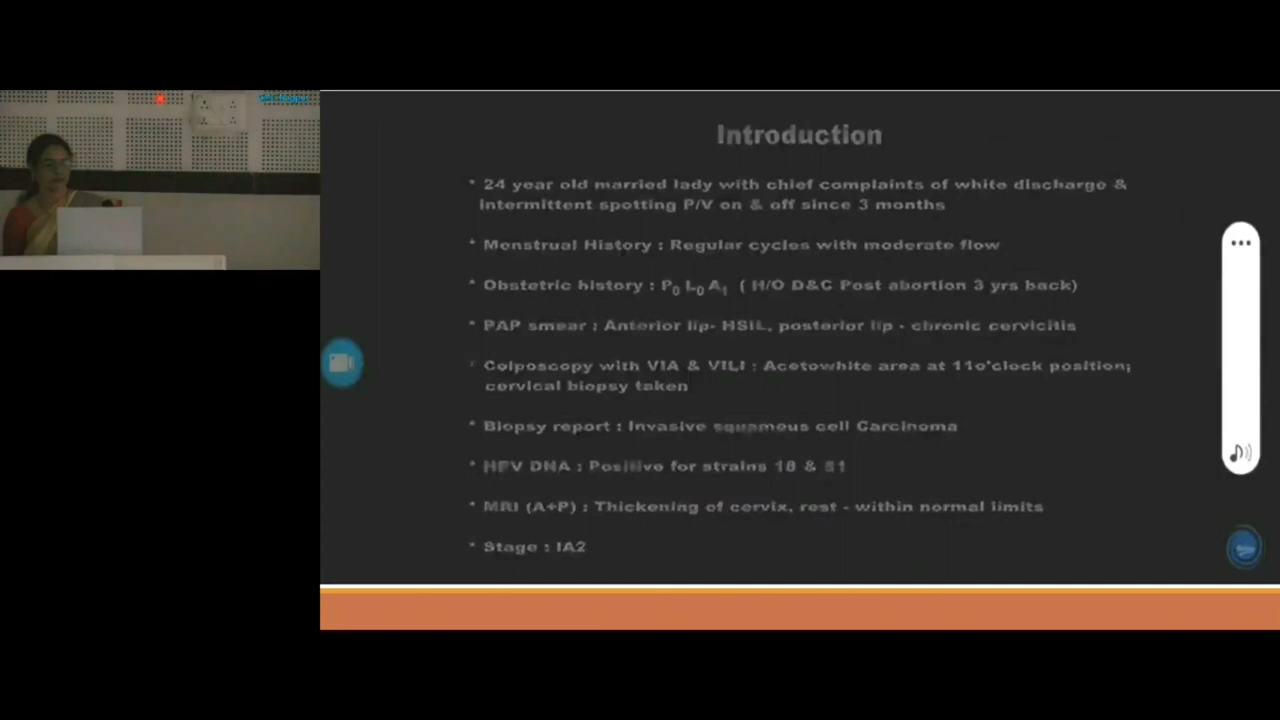 Introduction
* 24 year old married lady with chief complaints of white discharge &
intermittent spotting P/V on & off since 3 months
* Menstrual History : Regular cycles with moderate flow
* Obstetric history : P0 L0 A1 ( H/O D&C Post abortion 3 yrs back)
* PAP smear : Anterior lip- HSIL, posterior lip - chronic cervicitis
* Colposcopy with VIA & VILI : Acetowhite area at 11o'clock position;
cervical biopsy taken
* Biopsy report : Invasive squamous cell Carcinoma
* HPV DNA : Positive for strains 18 &
* MRI (A+P) : Thickening of cervix, rest - within normal limits
* Stage : IA2